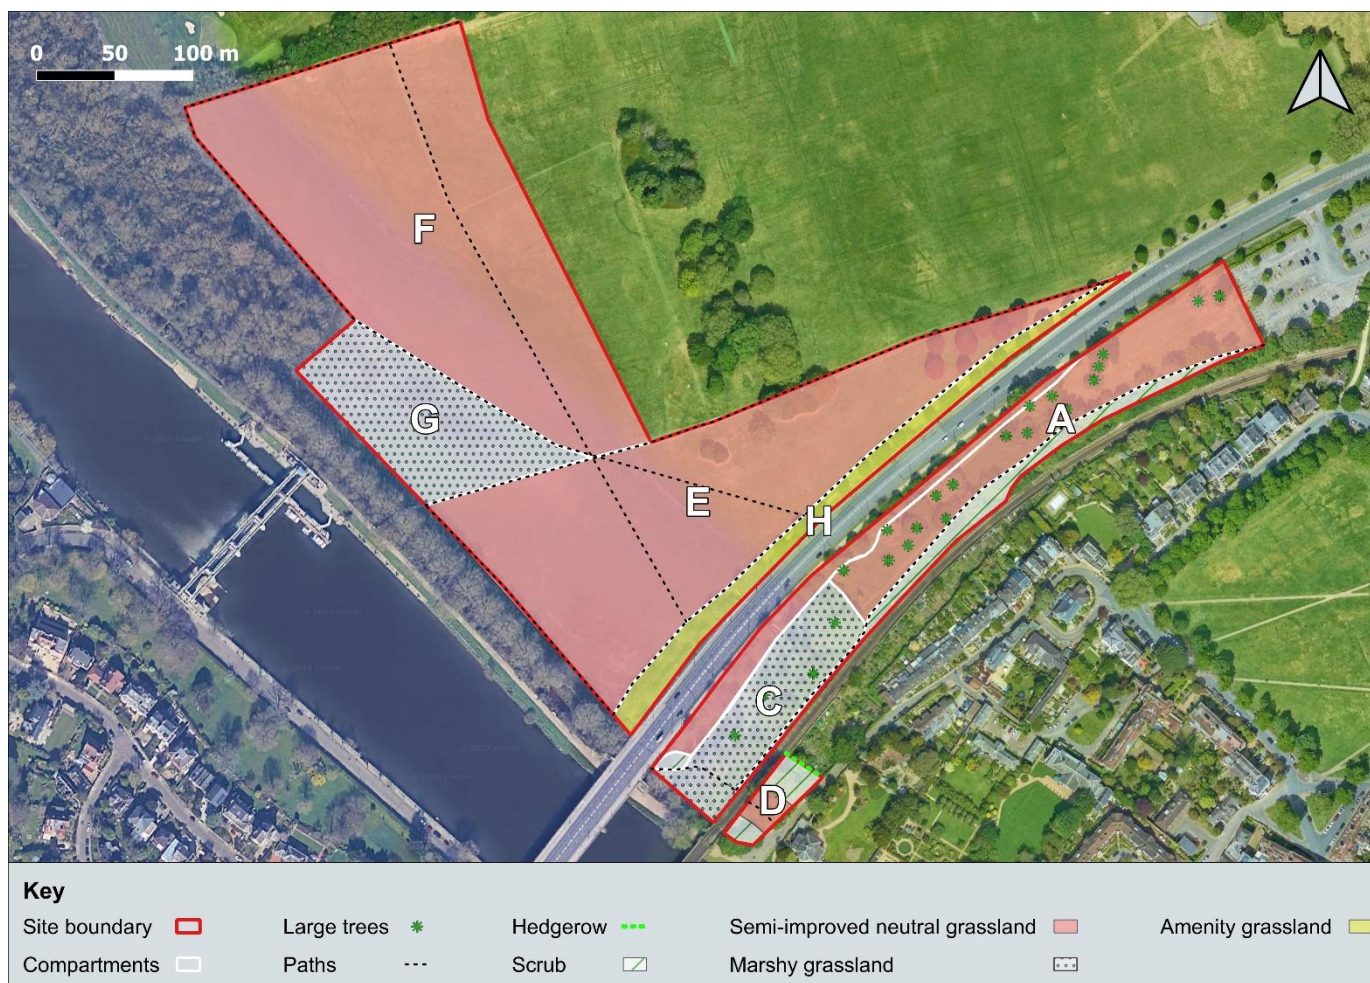 0 50 100 m
F
G
A
E
H
C
D
Key
Site boundary Large trees Hedgerow Semi-improved neutral grassland Amenity grassland
Compartments Paths Scrub Marshy grassland